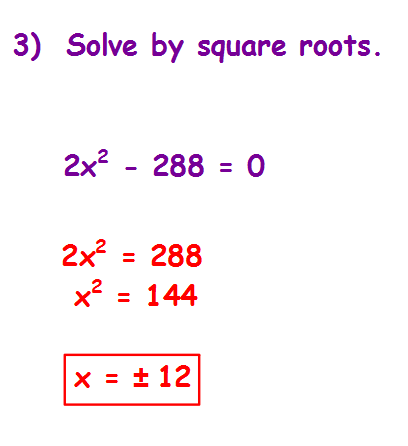 3) Solve by square roots.
2x² - 288 = 0
2x² = 288
x² = 144
x = ± 12